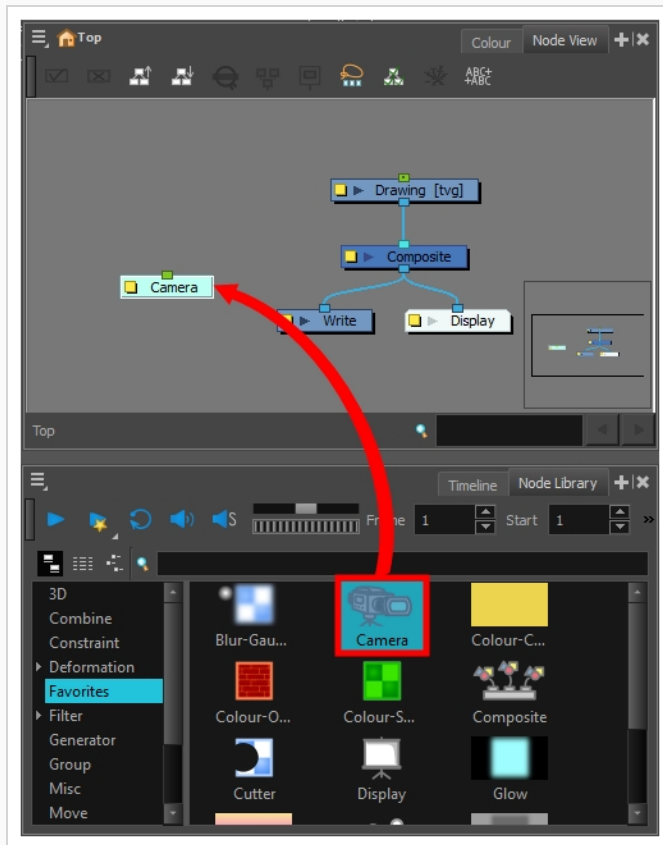 Top
Colour
Node View
ABC+
+ABC
Drawing [tvg]
Composite
Camera
Write
Display
Top
Timeline
Node Library
S
Start
1
1
3D
Combine
Constraint
Deformation
Favorites
Filter
Generator
Group
Misc
Move
Blur-Gau...
Camera
Colour-C...
Colour-O...
Colour-S...
Composite
Cutter
Display
Glow